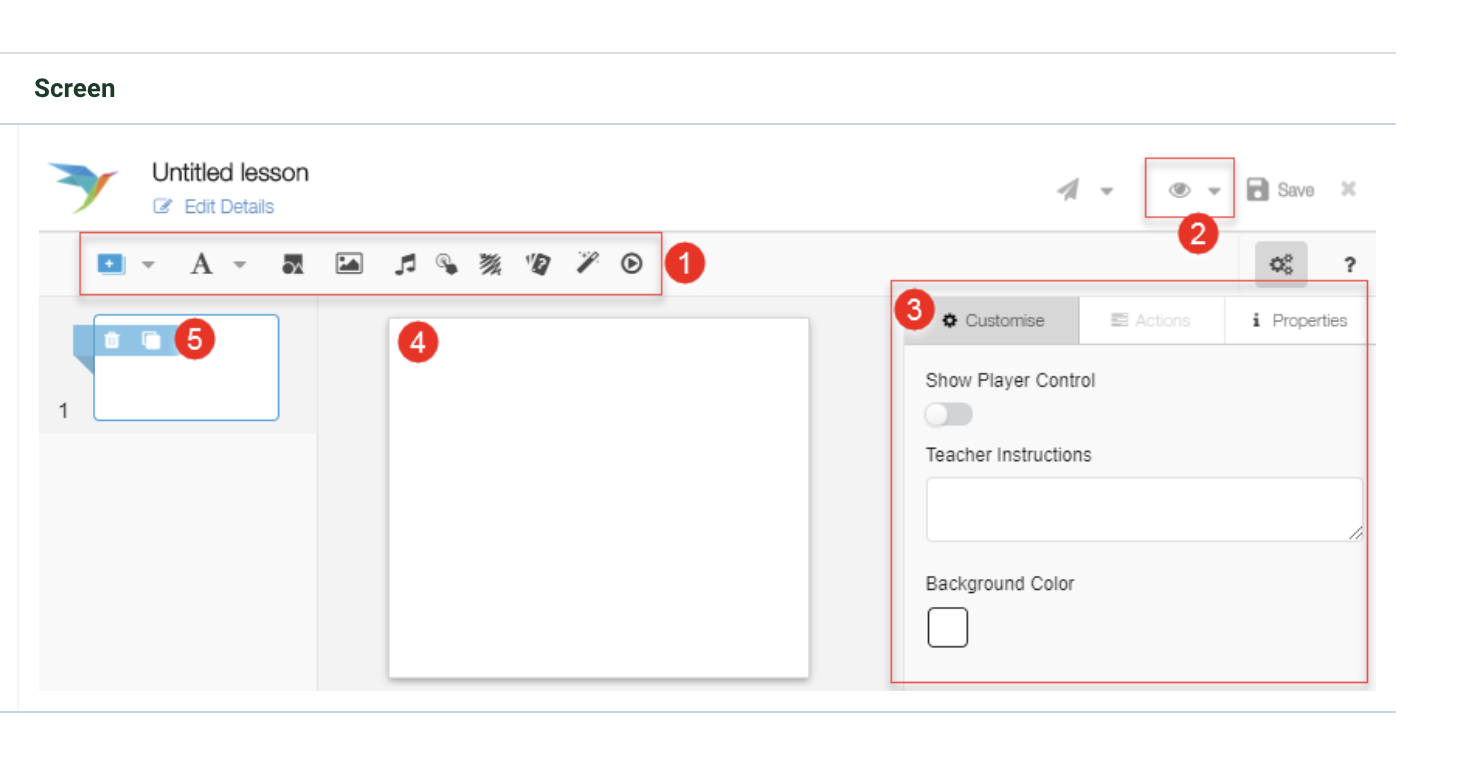 Screen
Untitled lesson
Edit Details
Save
2
A
1
?
3
Customise
Actions
i Properties
5
4
Show Player Control
1
Teacher Instructions
Background Color